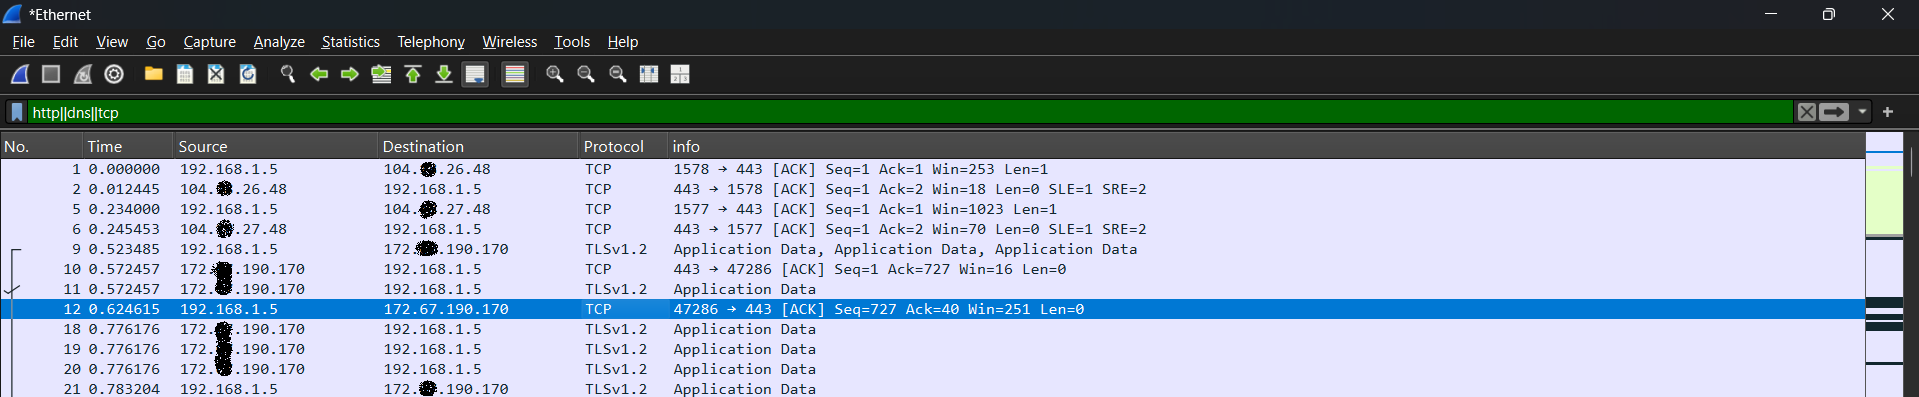 *Ethernet
File Edit View Go Capture Analyze Statistics Telephony Wireless Tools Help
http||dns||tcp
No. Time Source Destination Protocol info
1 0.000000 192.168.1.5 104. .26.48 TCP 1578 → 443 [ACK] Seq=1 Ack=1 Win=253 Len=1
2 0.012445 104. .26.48 192.168.1.5 TCP 443 → 1578 [ACK] Seq=1 Ack=2 Win=18 Len=0 SLE=1 SRE=2
5 0.234000 192.168.1.5 104. .27.48 TCP 1577 → 443 [ACK] Seq=1 Ack=1 Win=1023 Len=1
6 0.245453 104. .27.48 192.168.1.5 TCP 443 → 1577 [ACK] Seq=1 Ack=2 Win=70 Len=0 SLE=1 SRE=2
9 0.523485 192.168.1.5 172. .190.170 TLSv1.2 Application Data, Application Data, Application Data
10 0.572457 172. .190.170 192.168.1.5 TCP 443 → 47286 [ACK] Seq=1 Ack=727 Win=16 Len=0
11 0.572457 172. .190.170 192.168.1.5 TLSv1.2 Application Data
12 0.624615 192.168.1.5 172.67.190.170 TCP 47286 → 443 [ACK] Seq=727 Ack=40 Win=251 Len=0
18 0.776176 172. .190.170 192.168.1.5 TLSv1.2 Application Data
19 0.776176 172. .190.170 192.168.1.5 TLSv1.2 Application Data
20 0.776176 172. .190.170 192.168.1.5 TLSv1.2 Application Data
21 0.783204 192.168.1.5 172. .190.170 TLSv1.2 Application Data